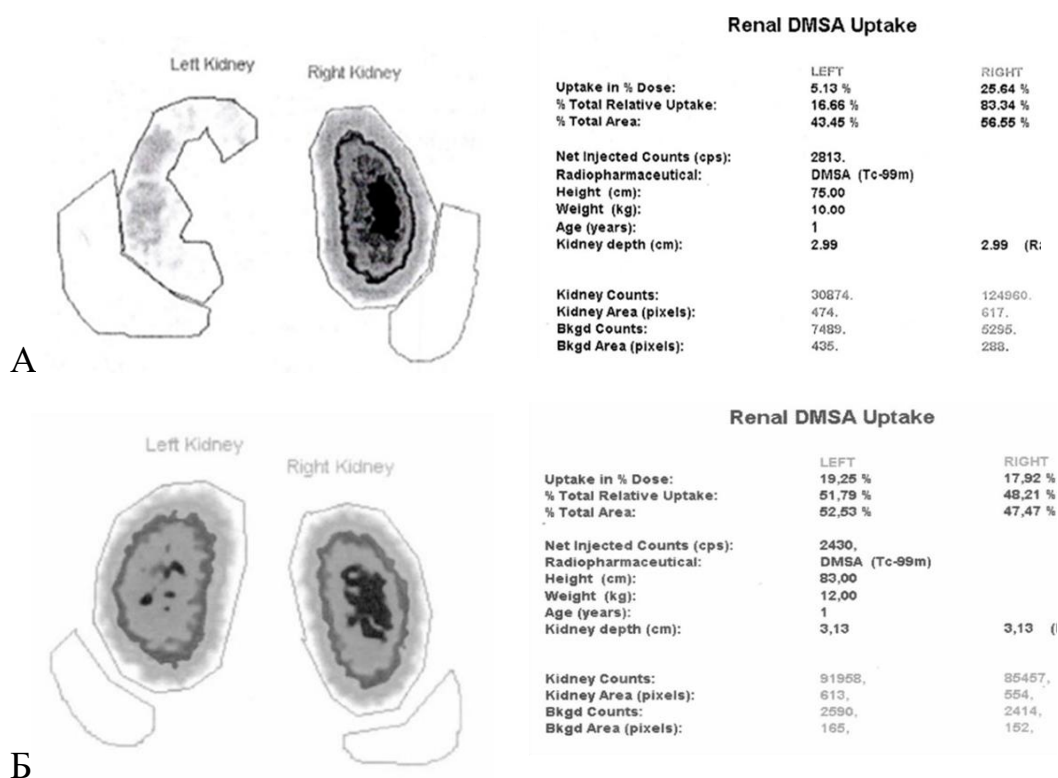 Renal DMSA Uptake
Left Kidney
Right Kidney
LEFT RIGHT
Uptake in % Dose: 5.13 % 25.64 %
% Total Relative Uptake: 16.66 % 83.34 %
% Total Area: 43.45 % 56.55 %
Net Injected Counts (cps): 2813.
Radiopharmaceutical: DMSA (Tc-99m)
Height (cm): 75.00
Weight (kg): 10.00
Age (years): 1
Kidney depth (cm): 2.99 2.99
Kidney Counts: 30874. 124960.
Kidney Area (pixels): 474. 617.
Bkgd Counts: 7489. 5295.
Bkgd Area (pixels): 435. 288.
А
Renal DMSA Uptake
Left Kidney
Right Kidney
LEFT RIGHT
Uptake in % Dose: 19,25 % 17,92 %
% Total Relative Uptake: 51,79 % 48,21 %
% Total Area: 52,53 % 47,47 %
Net Injected Counts (cps): 2430,
Radiopharmaceutical: DMSA (Tc-99m)
Height (cm): 83,00
Weight (kg): 12,00
Age (years): 1
Kidney depth (cm): 3,13 3,13
Kidney Counts: 91958, 85457,
Kidney Area (pixels): 613, 554,
Bkgd Counts: 2590, 2414,
Bkgd Area (pixels): 165, 152,
Б